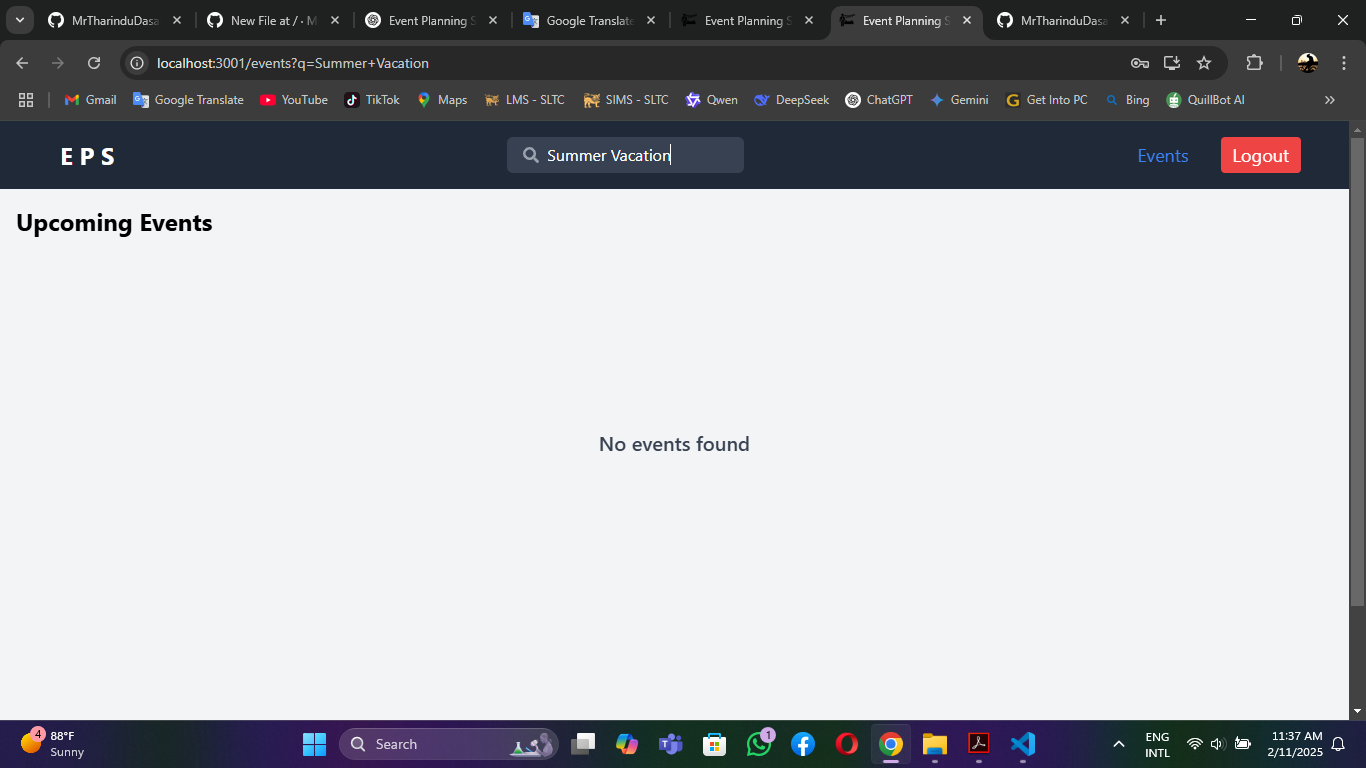 MrTharinduDasa
New File at / · M
Event Planning S
Google Translate
Event Planning S
Event Planning S
MrTharinduDasa
localhost:3001/events?q=Summer+Vacation
Gmail
Google Translate
YouTube
TikTok
Maps
LMS - SLTC
SIMS - SLTC
Qwen
DeepSeek
ChatGPT
Gemini
Get Into PC
Bing
QuillBot AI
E P S
Summer Vacation
Events
Logout
Upcoming Events
No events found
4
88°F
Sunny
Search
1
ENG
INTL
11:37 AM
2/11/2025